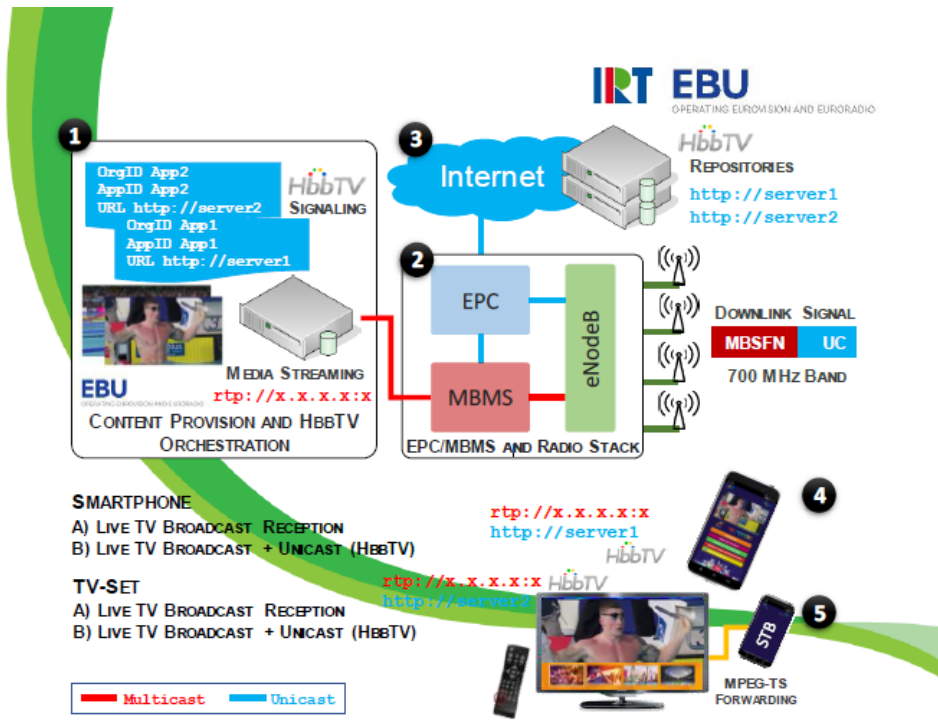 IRT EBU
OPERATING EUROVISION AND EURORADIO
1
OrgID App2
AppID App2
URL http://server2
OrgID App1
AppID App1
URL http://server1
HbbTV
SIGNALING
MEDIA STREAMING
rtp://x.x.x.x:x
EBU
OPERATING EUROVISION AND EURORADIO
CONTENT PROVISION AND HBBTV
ORCHESTRATION
3
Internet
HbbTV
REPOSITORIES
http://server1
http://server2
2
EPC
MBMS
eNodeB
EPC/MBMS AND RADIO STACK
DOWNLINK SIGNAL
MBSFN UC
700 MHZ BAND
SMARTPHONE
A) LIVE TV BROADCAST RECEPTION
B) LIVE TV BROADCAST + UNICAST (HBBTV)
TV-SET
A) LIVE TV BROADCAST RECEPTION
B) LIVE TV BROADCAST + UNICAST (HBBTV)
4
rtp://x.x.x.x:x
http://server1
HbbTV
rtp://x.x.x.x:x HbbTV
http://server2
5
STB
MPEG-TS
FORWARDING
Multicast Unicast